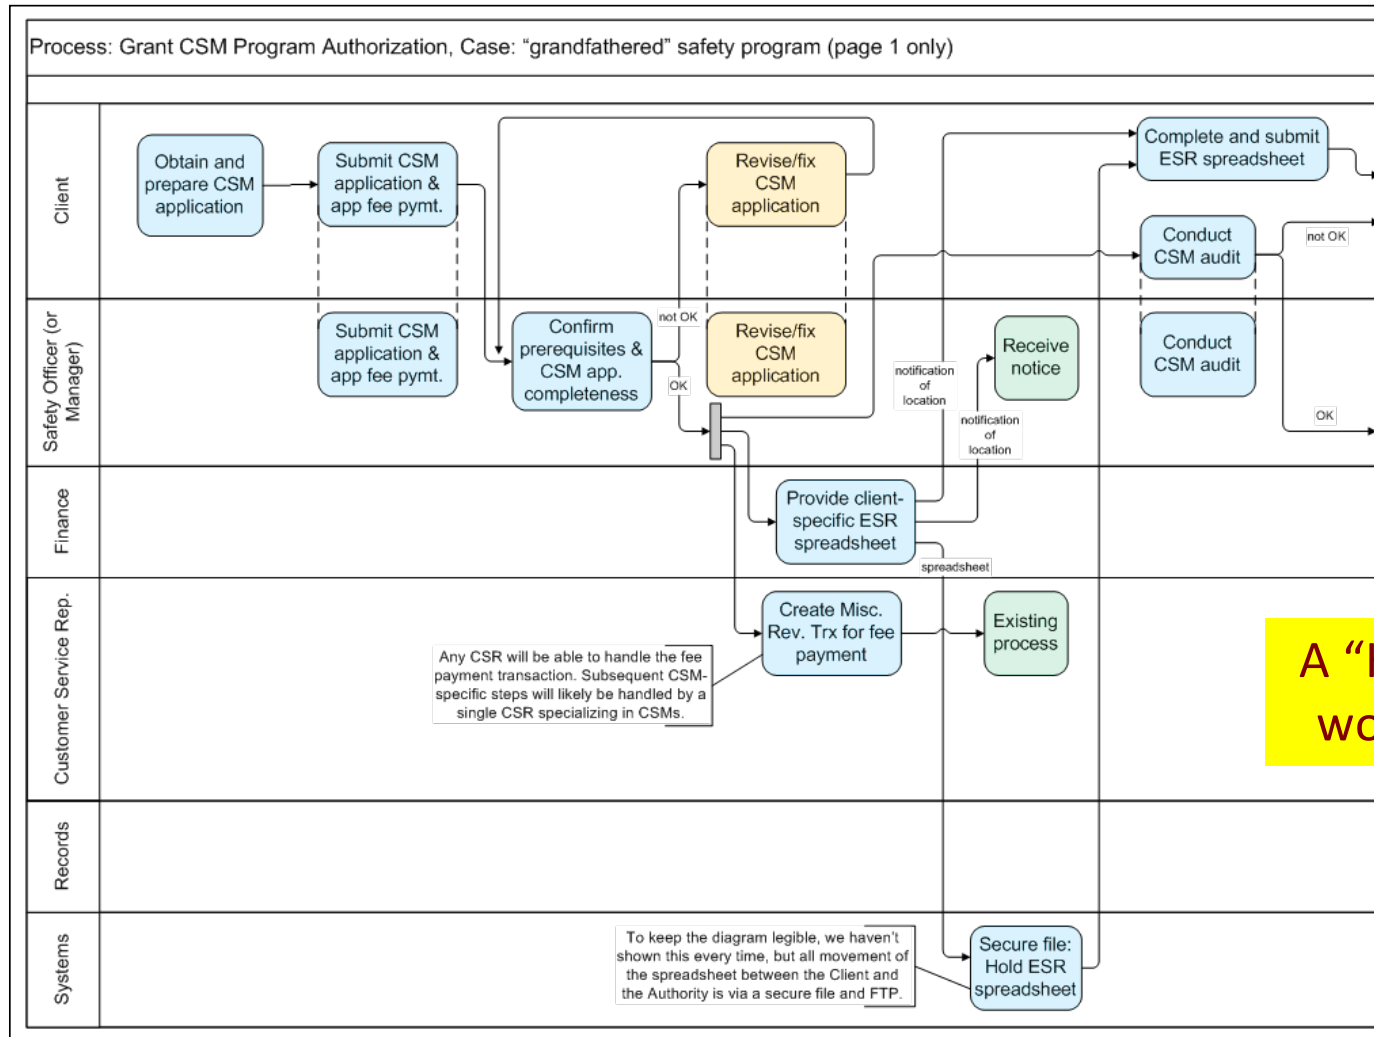 Process: Grant CSM Program Authorization, Case: “grandfathered” safety program (page 1 only)
Client
Obtain and
prepare CSM
application
Submit CSM
application &
app fee pymt.
Revise/fix
CSM
application
Complete and submit
ESR spreadsheet
Conduct
CSM audit
not OK
Safety Officer (or
Manager)
Submit CSM
application &
app fee pymt.
Confirm
prerequisites &
CSM app.
completeness
not OK
OK
Revise/fix
CSM
application
notification
of
location
Receive
notice
notification
of
location
Conduct
CSM audit
OK
Finance
Provide client-
specific ESR
spreadsheet
spreadsheet
Customer Service Rep.
Any CSR will be able to handle the fee
payment transaction. Subsequent CSM-
specific steps will likely be handled by a
single CSR specializing in CSMs.
Create Misc.
Rev. Trx for fee
payment
Existing
process
A
Records
Systems
To keep the diagram legible, we haven’t
shown this every time, but all movement of
the spreadsheet between the Client and
the Authority is via a secure file and FTP.
Secure file:
Hold ESR
spreadsheet